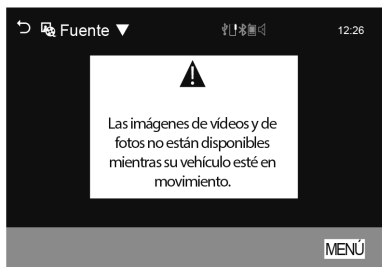 Fuente ▼
12:26
Las imágenes de vídeos y de
fotos no están disponibles
mientras su vehículo esté en
movimiento.
MENÚ